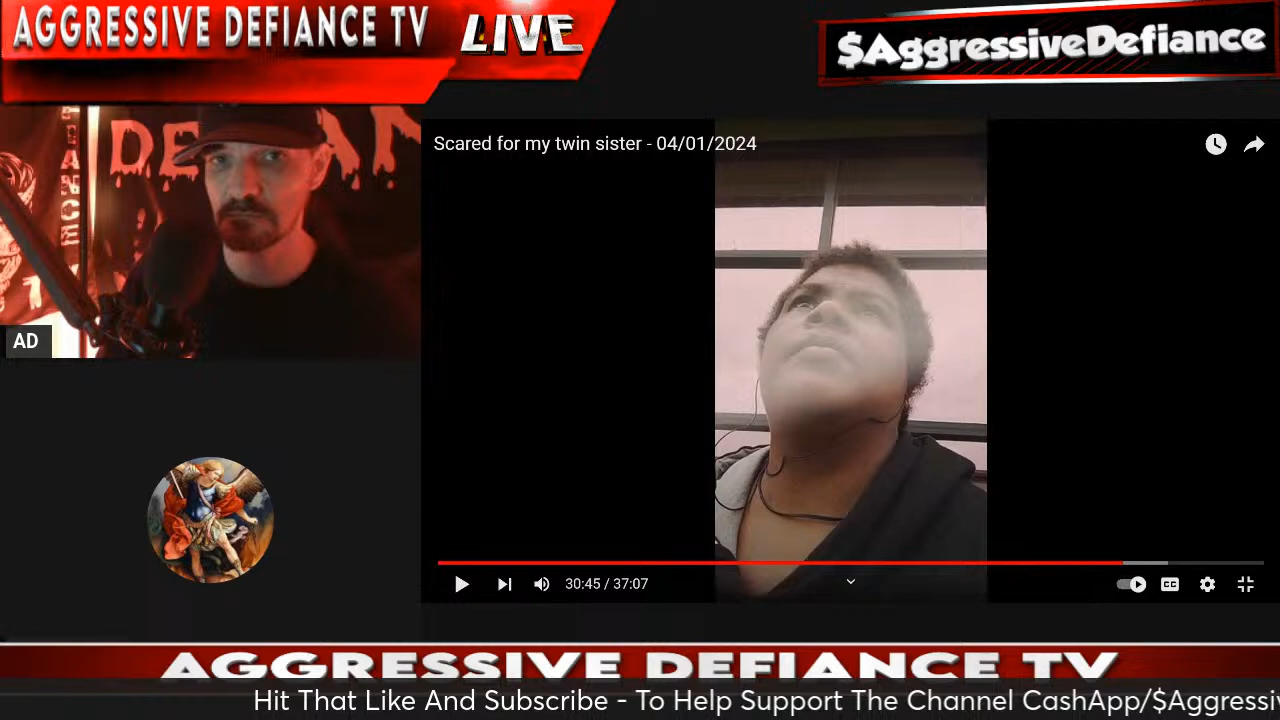 AGGRESSIVE DEFIANCE TV
LIVE
$AggressiveDefiance
Scared for my twin sister - 04/01/2024
AD
30:45 / 37:07
CC
AGGRESSIVE DEFIANCE TV
Hit That Like And Subscribe - To Help Support The Channel CashApp/$Aggressiv